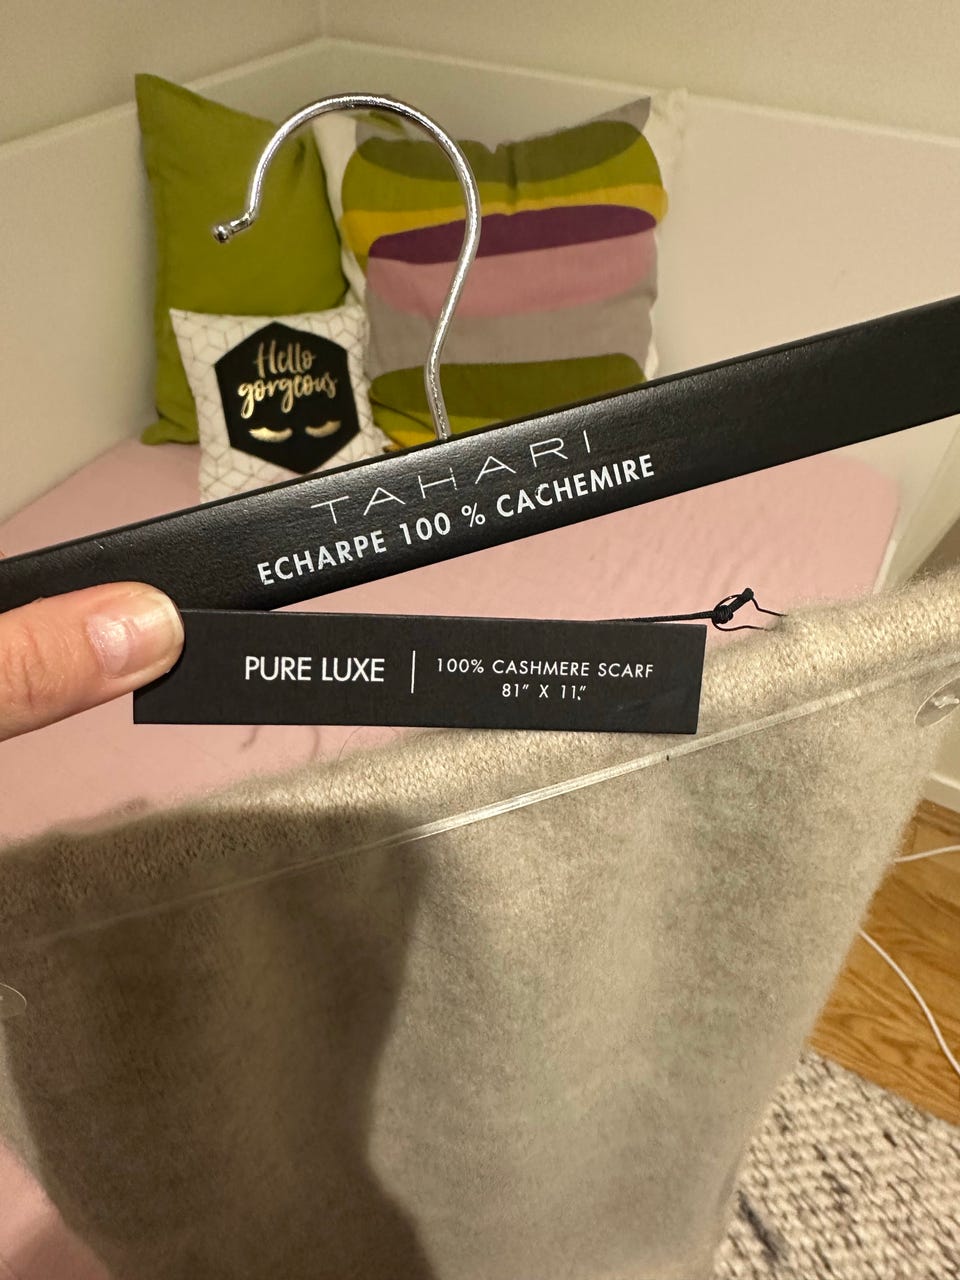 Hello
gorgeous
TAHARI
ECHARPE 100 % CACHEMIRE
PURE LUXE | 100% CASHMERE SCARF
81" X 11"